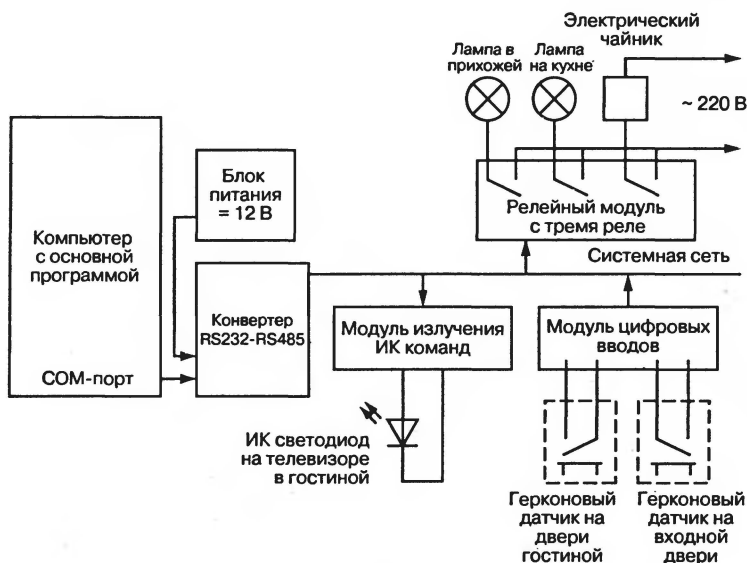 Электрический
чайник
Лампа в
прихожей
Лампа
на кухне
~ 220 В
Блок
питания
= 12 В
Релейный модуль
с тремя реле
Компьютер
с основной
программой
Системная сеть
Конвертер
RS232-RS485
Модуль излучения
ИК команд
Модуль цифровых
вводов
COM-порт
ИК светодиод
на телевизоре
в гостиной
Герконовый
датчик на
двери
гостиной
Герконовый
датчик на
входной
двери